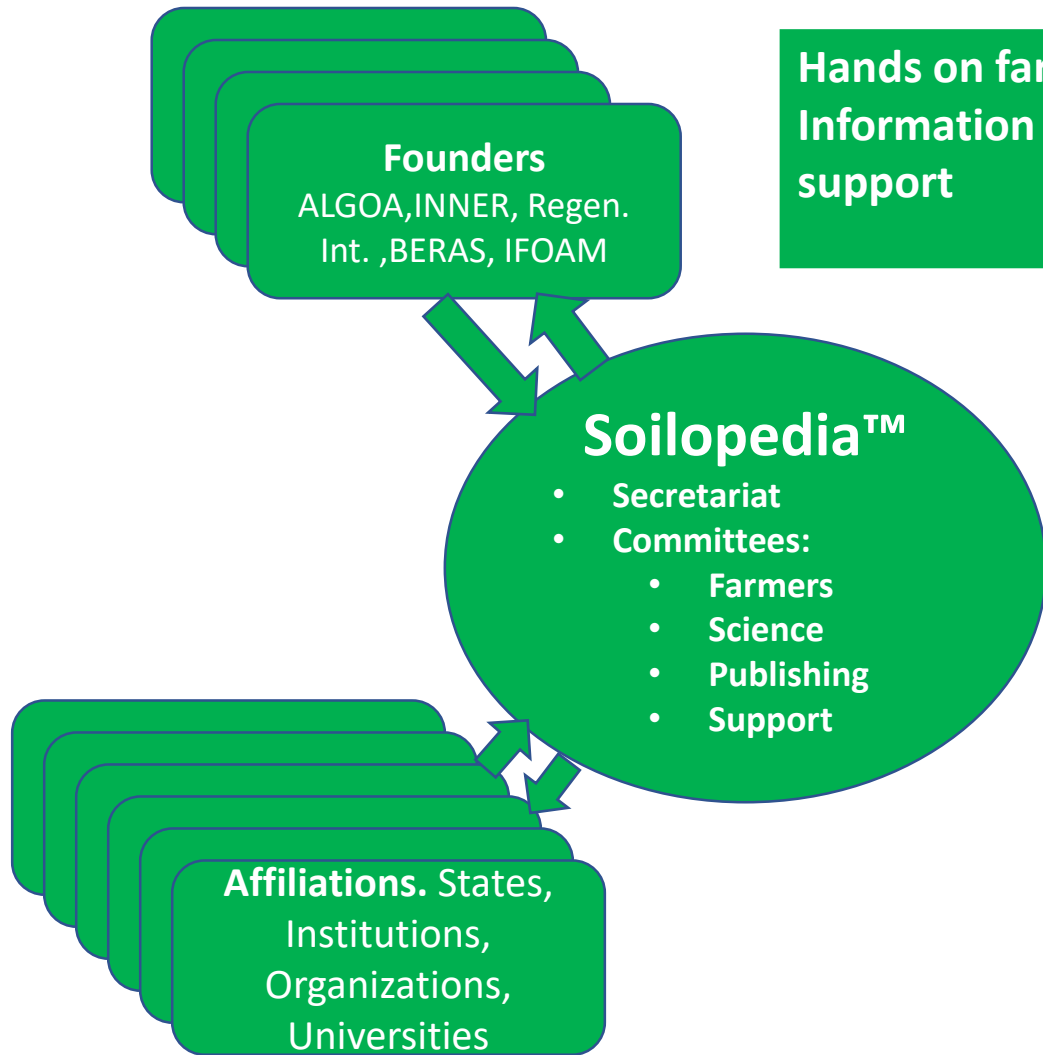 Founders
ALGOA,INNER, Regen.
Int. ,BERAS, IFOAM
Hands on
Information
support
Soilopedia™
• Secretariat
• Committees:
• Farmers
• Science
• Publishing
• Support
Affiliations. States,
Institutions,
Organizations,
Universities